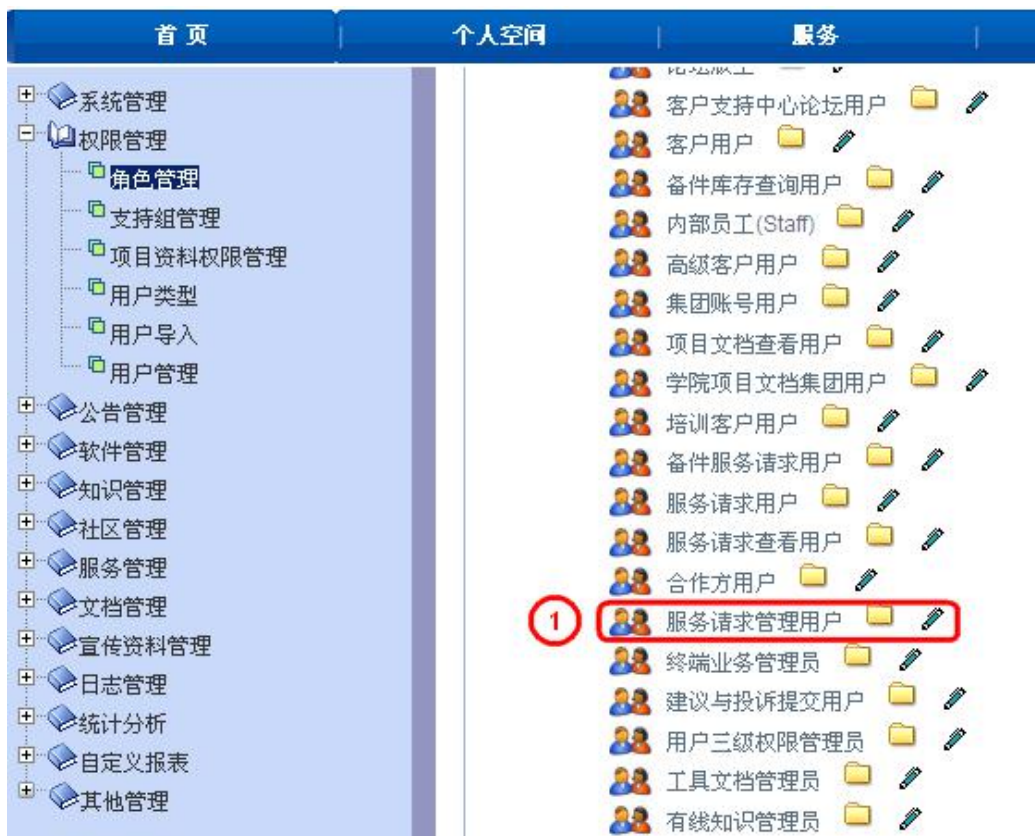 首 页
个人空间
服务
系统管理
权限管理
角色管理
支持组管理
项目资料权限管理
用户类型
用户导入
用户管理
公告管理
软件管理
知识管理
社区管理
服务管理
文档管理
宣传资料管理
日志管理
统计分析
自定义报表
其他管理
论坛版主
客户支持中心论坛用户
客户用户
备件库存查询用户
内部员工(Staff)
高级客户用户
集团账号用户
项目文档查看用户
学院项目文档集团用户
培训客户用户
备件服务请求用户
服务请求用户
服务请求查看用户
合作方用户
1 服务请求管理用户
终端业务管理员
建议与投诉提交用户
用户三级权限管理员
工具文档管理员
有线知识管理员